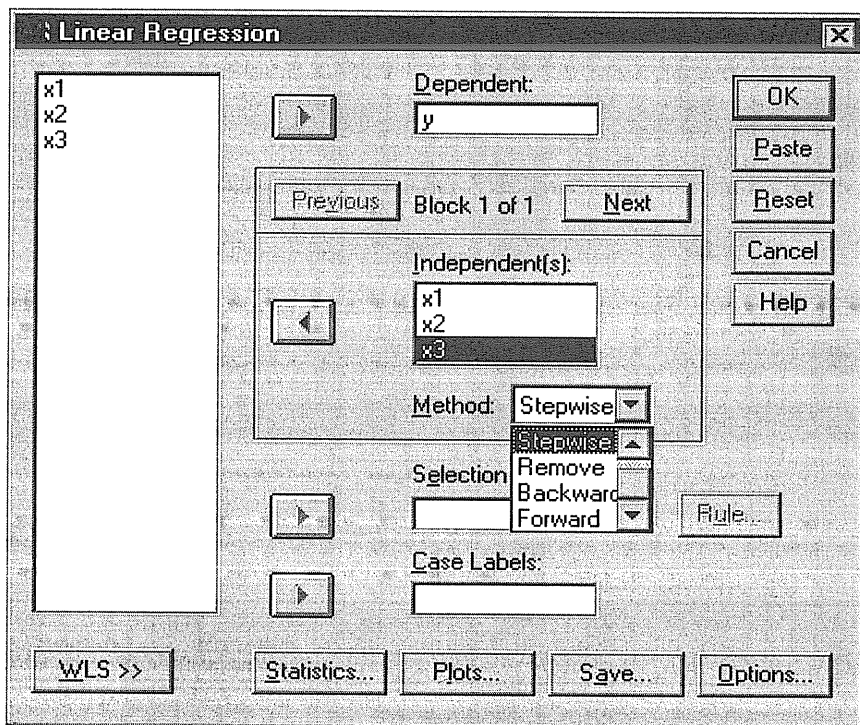 Linear Regression
x1
x2
x3
Dependent:
y
OK
Paste
Reset
Cancel
Help
Previous
Block 1 of 1
Next
Independent(s):
x1
x2
x3
Method:
Stepwise
Stepwise
Remove
Backward
Forward
Selection
Rule...
Case Labels:
WLS >>
Statistics...
Plots...
Save...
Options...